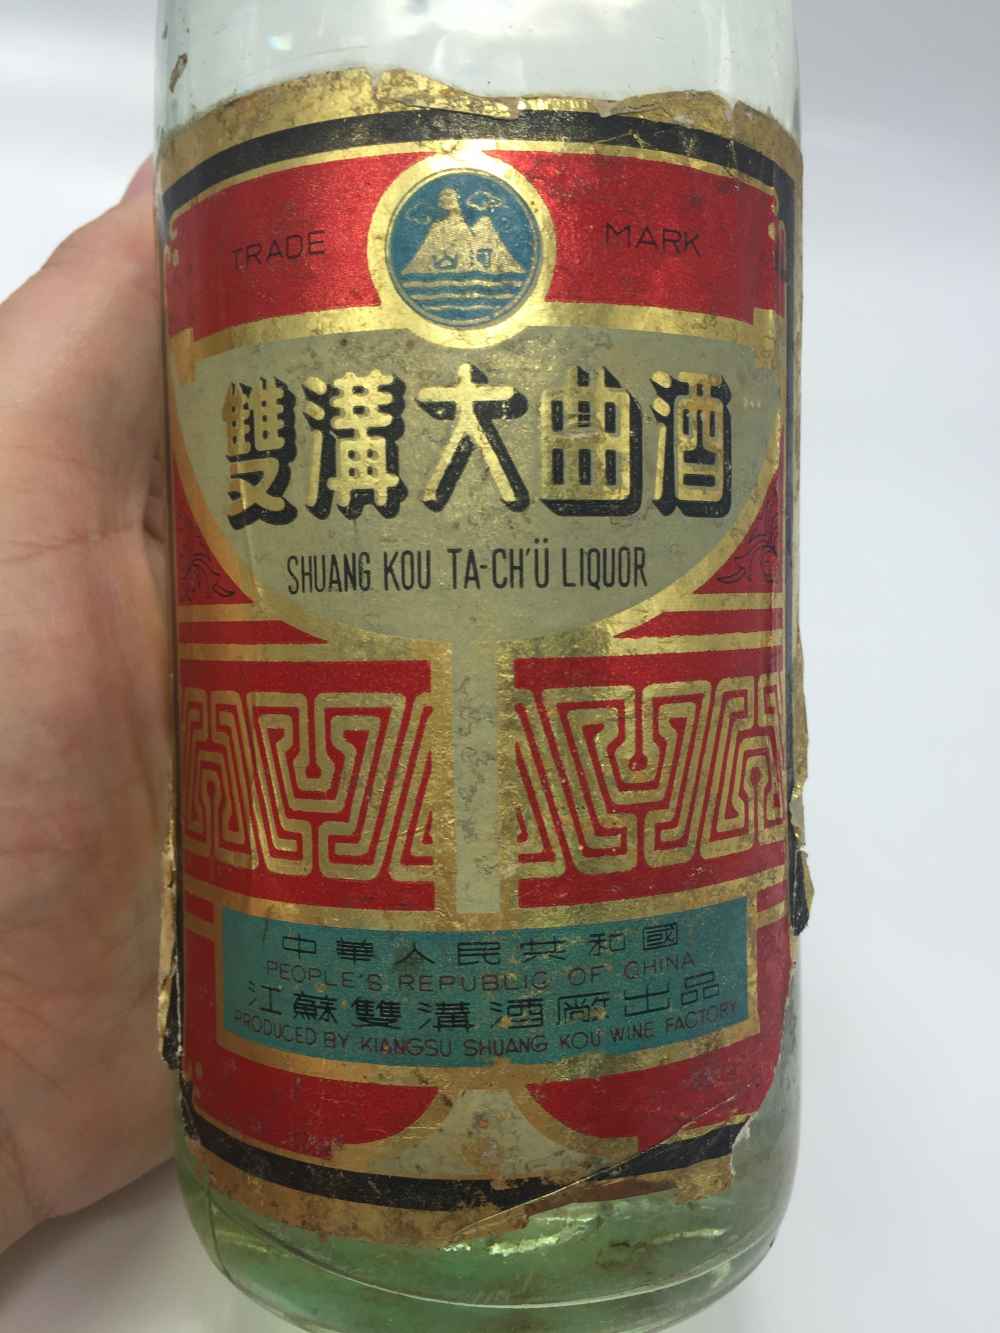 TRADE MARK
山河
雙溝大曲酒
SHUANG KOU TA-CH'Ü LIQUOR
中華人民共和國
PEOPLE'S REPUBLIC OF CHINA
江蘇雙溝酒廠出品
PRODUCED BY KIANGSU SHUANG KOU WINE FACTORY